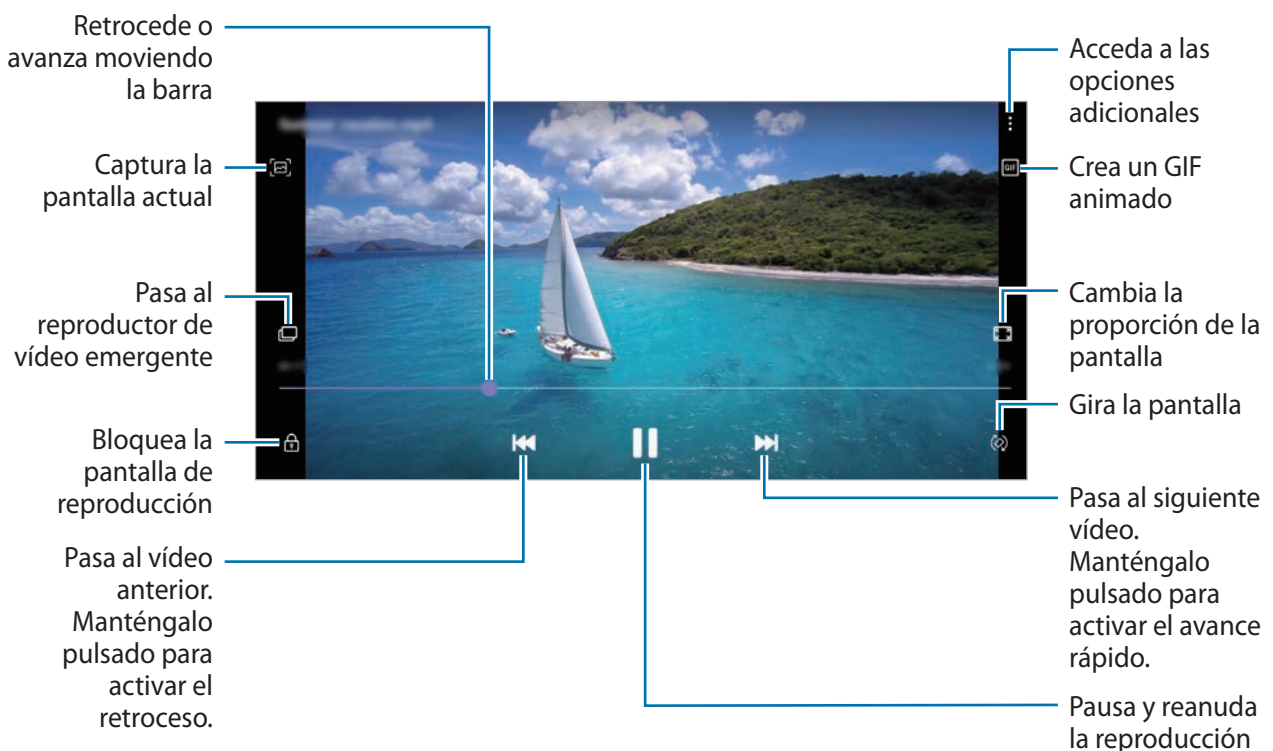 Retrocede o
avanza moviendo
la barra
Captura la
pantalla actual
Pasa al
reproductor de
vídeo emergente
Bloquea la
pantalla de
reproducción
Pasa al vídeo
anterior.
Manténgalo
pulsado para
activar el
retroceso.
Acceda a las
opciones
adicionales
GIF
Crea un GIF
animado
Cambia la
proporción de la
pantalla
Gira la pantalla
Pasa al siguiente
vídeo.
Manténgalo
pulsado para
activar el avance
rápido.
Pausa y reanuda
la reproducción